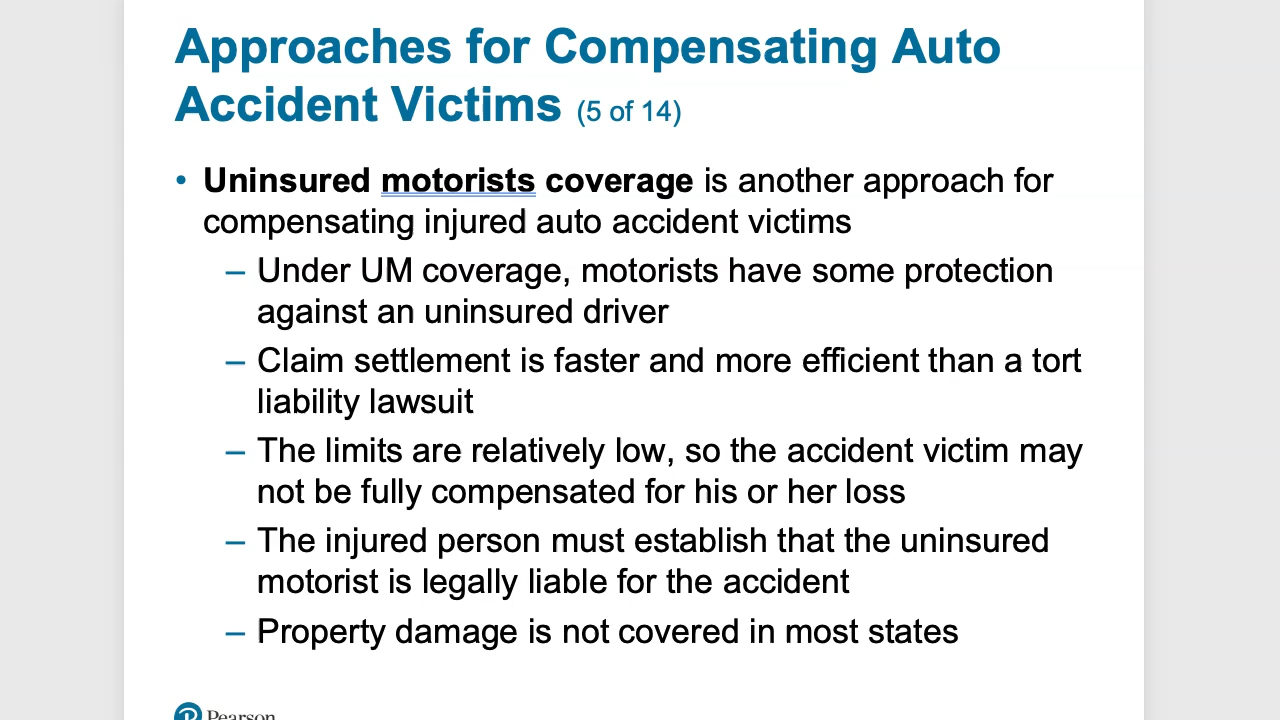 Approaches for Compensating Auto
Accident Victims (5 of 14)
• Uninsured motorists coverage is another approach for
compensating injured auto accident victims
– Under UM coverage, motorists have some protection
against an uninsured driver
– Claim settlement is faster and more efficient than a tort
liability lawsuit
– The limits are relatively low, so the accident victim may
not be fully compensated for his or her loss
– The injured person must establish that the uninsured
motorist is legally liable for the accident
– Property damage is not covered in most states
Pearson